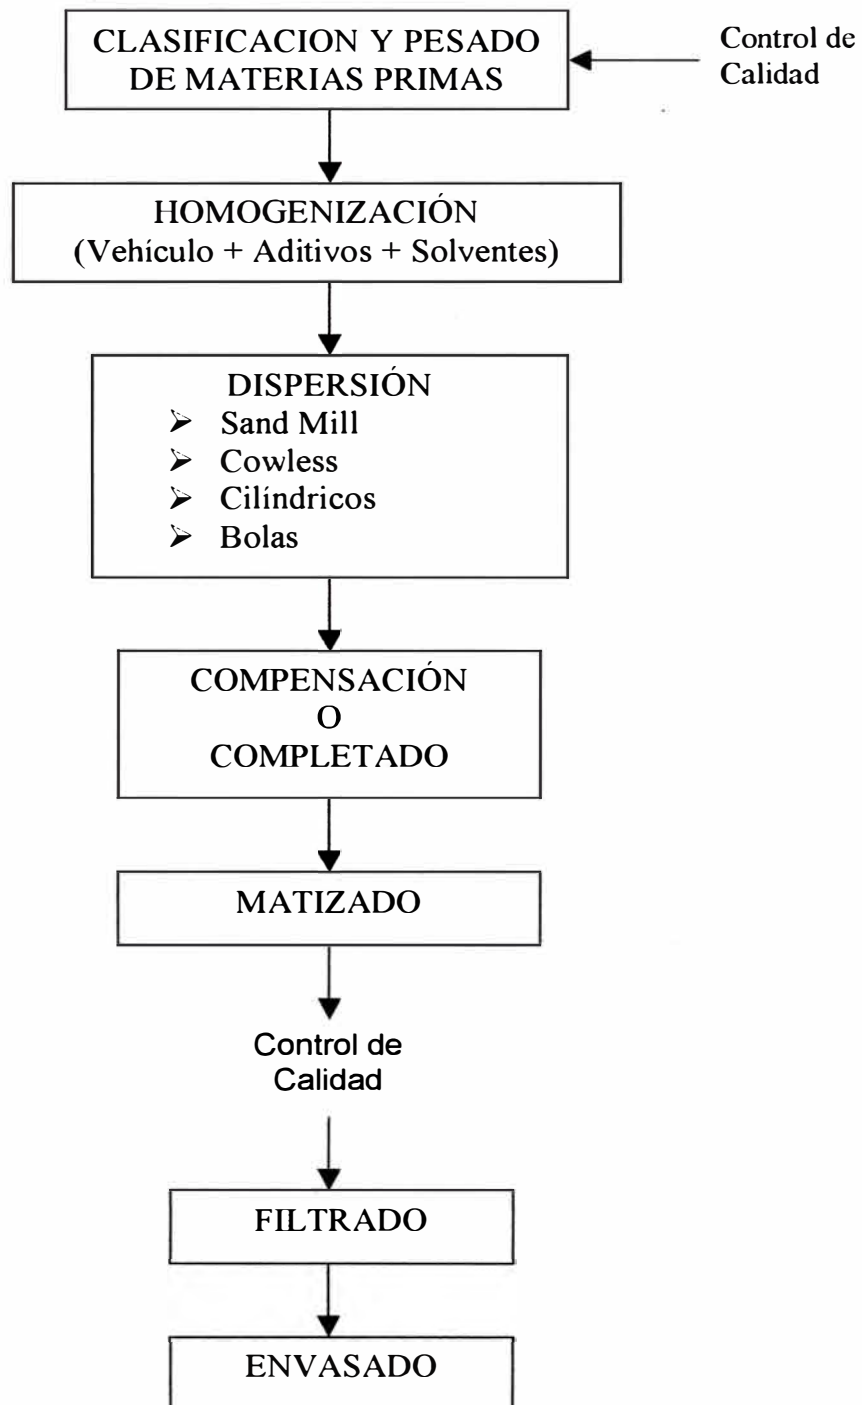 CLASIFICACION Y PESADO
DE MATERIAS PRIMAS
Control de
Calidad
HOMOGENIZACIÓN
(Vehículo + Aditivos + Solventes)
DISPERSIÓN
➢ Sand Mill
➢ Cowless
➢ Cilíndricos
➢ Bolas
COMPENSACIÓN
O
COMPLETADO
MATIZADO
Control de
Calidad
FILTRADO
ENVASADO